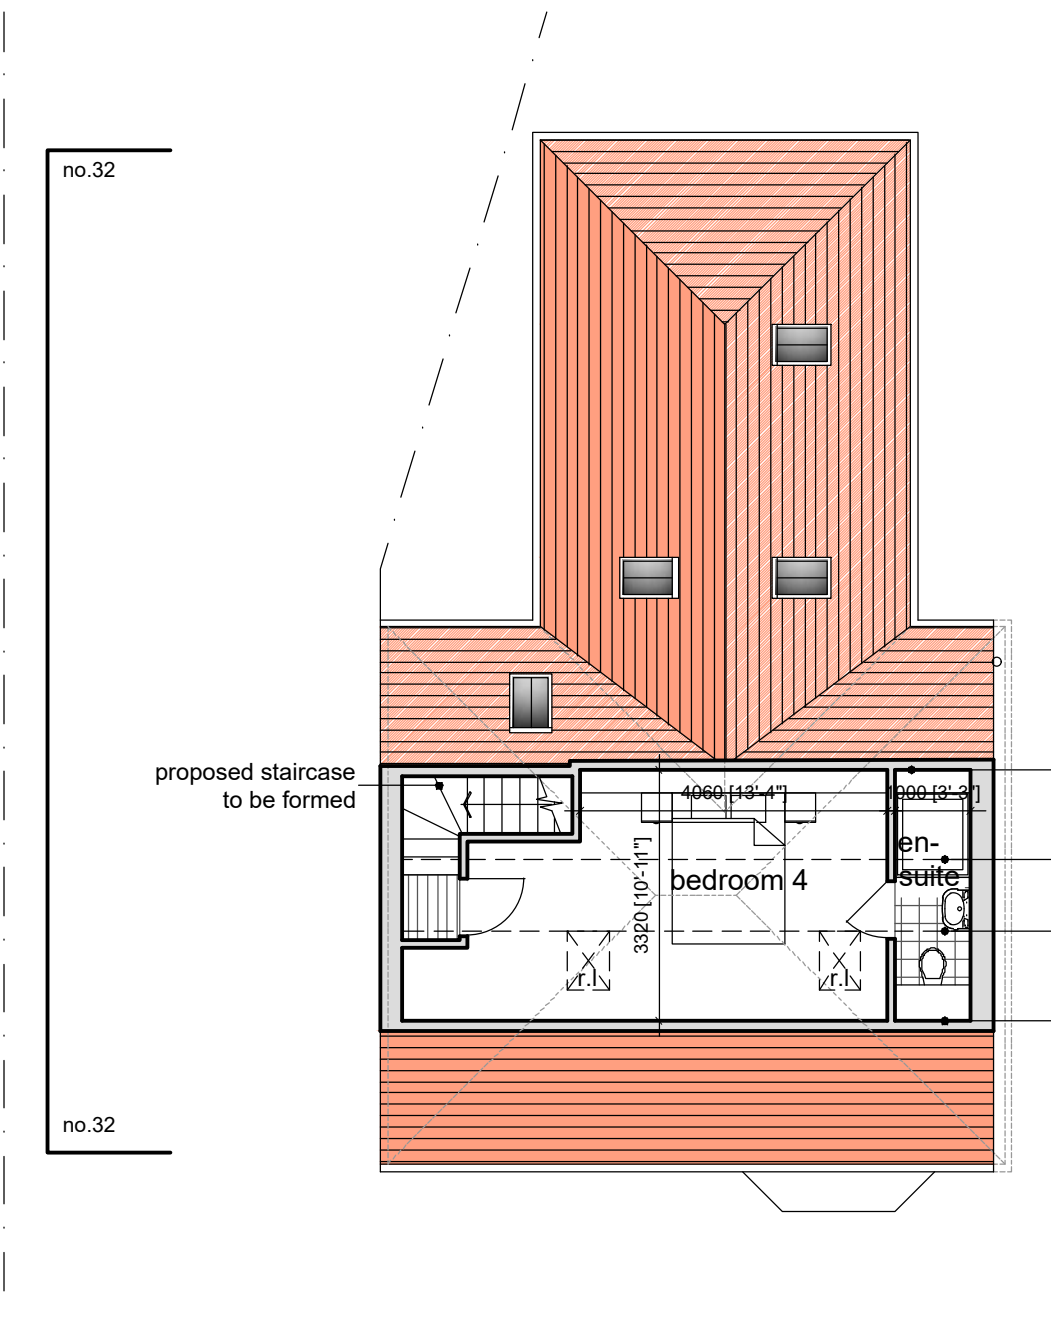 no.32
proposed staircase
to be formed
4060 [13'-4"]
1000 [3'-3"]
3320 [10'-11"]
bedroom 4
en-
suite
r.l
r.l
no.32